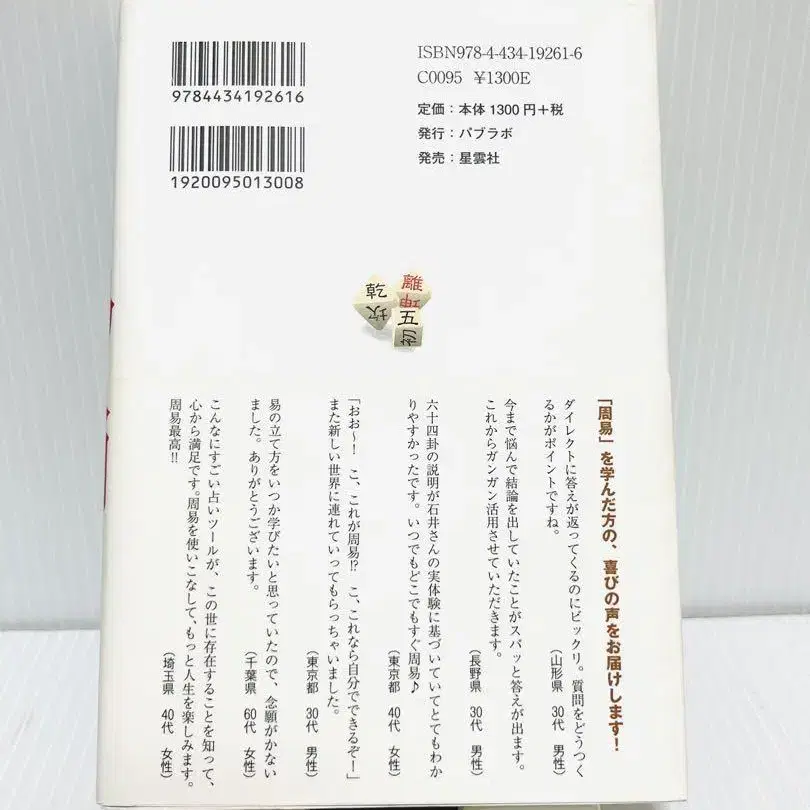 ISBN978-4-434-19261-6
C0095 ¥1300E
9784434192616
定価：本体1300円＋税
発行：パブラボ
発売：星雲社
1920095013008
離
坤
坎
五
初
「周易」を学んだ方の、喜びの声をお届けします！
ダイレクトに答えが返ってくるのにビックリ。質問をどうつく
るかがポイントですね。
（山形県 30代 男性）
今まで悩んで結論を出していたことがスパッと答えが出ます。
これからガンガン活用させていただきます。
（長野県 30代 男性）
六十四卦の説明が石井さんの実体験に基づいていてとてもわか
りやすかったです。いつでもどこでもすぐ周易♪
（東京都 40代 女性）
「おお〜！ こ、これが周易⁉ こ、これなら自分でできるぞー！」
また新しい世界に連れていってもらっちゃいました。
（東京都 30代 男性）
易の立て方をいつか学びたいと思っていたので、念願がかない
ました。ありがとうございます。
（千葉県 60代 女性）
こんなにすごい占いツールが、この世に存在することを知って、
心から満足です。周易を使いこなして、もっと人生を楽しみます。
周易最高‼
（埼玉県 40代 女性）